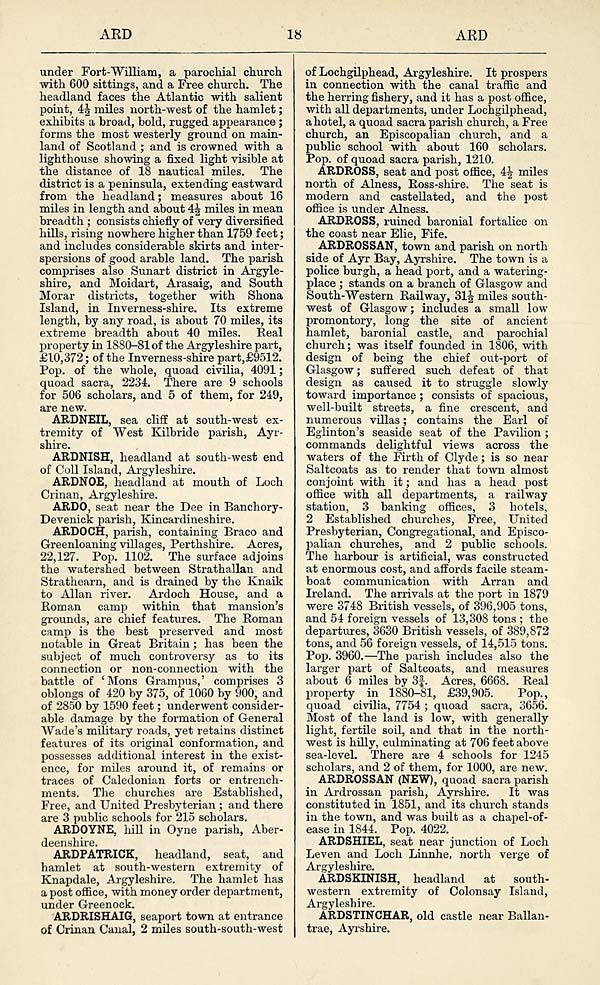 ARD 18 ARD
under Fort-William, a parochial church
with 600 sittings, and a Free church. The
headland faces the Atlantic with salient
point, 4½ miles north-west of the hamlet;
exhibits a broad, bold, rugged appearance;
forms the most westerly ground on main-
land of Scotland; and is crowned with a
lighthouse showing a fixed light visible at
the distance of 18 nautical miles. The
district is a peninsula, extending eastward
from the headland; measures about 16
miles in length and about 4½ miles in mean
breadth; consists chiefly of very diversified
hills, rising nowhere higher than 1759 feet;
and includes considerable skirts and inter-
spersions of good arable land. The parish
comprises also Sunart district in Argyle-
shire, and Moidart, Arasaig, and South
Morar districts, together with Shona
Island, in Inverness-shire. Its extreme
length, by any road, is about 70 miles, its
extreme breadth about 40 miles. Real
property in 1880-81 of the Argyleshire part,
£10,372; of the Inverness-shire part, £9512.
Pop. of the whole, quoad civilia, 4091;
quoad sacra, 2234. There are 9 schools
for 506 scholars, and 5 of them, for 249,
are new.
ARDNEIL, sea cliff at south-west ex-
tremity of West Kilbride parish, Ayr-
shire.
ARDNISH, headland at south-west end
of Coll Island, Argyleshire.
ARDNOE, headland at mouth of Loch
Crinan, Argyleshire.
ARDO, seat near the Dee in Banchory-
Devenick parish, Kincardineshire.
ARDOCH, parish, containing Braco and
Greenloaning villages, Perthshire. Acres,
22,127. Pop. 1102. The surface adjoins
the watershed between Strathallan and
Strathearn, and is drained by the Knaik
to Allan river. Ardoch House, and a
Roman camp within that mansion's
grounds, are chief features. The Roman
camp is the best preserved and most
notable in Great Britain; has been the
subject of much controversy as to its
connection or non-connection with the
battle of 'Mons Grampus,' comprises 3
oblongs of 420 by 375, of 1060 by 900, and
of 2850 by 1590 feet; underwent consider-
able damage by the formation of General
Wade's military roads, yet retains distinct
features of its original conformation, and
possesses additional interest in the exist-
ence, for miles around it, of remains or
traces of Caledonian forts or entrench-
ments. The churches are Established,
Free, and United Presbyterian; and there
are 3 public schools for 215 scholars.
ARDOYNE, hill in Oyne parish, Aber-
deenshire.
ARDPATRICK, headland, seat, and
hamlet at south-western extremity of
Knapdale, Argyleshire. The hamlet has
a post office, with money order department,
under Greenock.
ARDRISHAIG, seaport town at entrance
of Crinan Canal, 2 miles south-south-west
of Lochgilphead, Argyleshire. It prospers
in connection with the canal traffic and
the herring fishery, and it has a post office,
with all departments, under Lochgilphead,
a hotel, a quoad sacra parish church, a Free
church, an Episcopalian church, and a
public school with about 160 scholars.
Pop. of quoad sacra parish, 1210.
ARDROSS, seat and post office, 4½ miles
north of Alness, Ross-shire. The seat is
modern and castellated, and the post
office is under Alness.
ARDROSS, ruined baronial fortalice on
the coast near Elie, Fife.
ARDROSSAN, town and parish on north
side of Ayr Bay, Ayrshire. The town is a
police burgh, a head port, and a watering-
place; stands on a branch of Glasgow and
South-Western Railway, 31½ miles south-
west of Glasgow; includes a small low
promontory, long the site of ancient
hamlet, baronial castle, and parochial
church; was itself founded in 1806, with
design of being the chief out-port of
Glasgow; suffered such defeat of that
design as caused it to struggle slowly
toward importance; consists of spacious,
well-built streets, a fine crescent, and
numerous villas; contains the Earl of
Eglinton's seaside seat of the Pavilion;
commands delightful views across the
waters of the Firth of Clyde; is so near
Saltcoats as to render that town almost
conjoint with it; and has a head post
office with all departments, a railway
station, 3 banking offices, 3 hotels,
2 Established churches, Free, United
Presbyterian, Congregational, and Episco-
palian churches, and 2 public schools.
The harbour is artificial, was constructed
at enormous cost, and affords facile steam-
boat communication with Arran and
Ireland. The arrivals at the port in 1879
were 3748 British vessels, of 396,905 tons,
and 54 foreign vessels of 13,308 tons; the
departures, 3630 British vessels, of 389,872
tons, and 56 foreign vessels, of 14,515 tons.
Pop. 3960.—The parish includes also the
larger part of Saltcoats, and measures
about 6 miles by 3¾. Acres, 6668. Real
property in 1880-81, £39,905. Pop.,
quoad civilia, 7754; quoad sacra, 3656.
Most of the land is low, with generally
light, fertile soil, and that in the north-
west is hilly, culminating at 706 feet above
sea-level. There are 4 schools for 1245
scholars, and 2 of them, for 1000, are new.
ARDROSSAN (NEW), quoad sacra parish
in Ardrossan parish, Ayrshire. It was
constituted in 1851, and its church stands
in the town, and was built as a chapel-of-
ease in 1844. Pop. 4022.
ARDSHIEL, seat near junction of Loch
Leven and Loch Linnhe, north verge of
Argyleshire.
ARDSKINISH, headland at south-
western extremity of Colonsay Island,
Argyleshire.
ARDSTINCHAR, old castle near Ballan-
trae, Ayrshire.